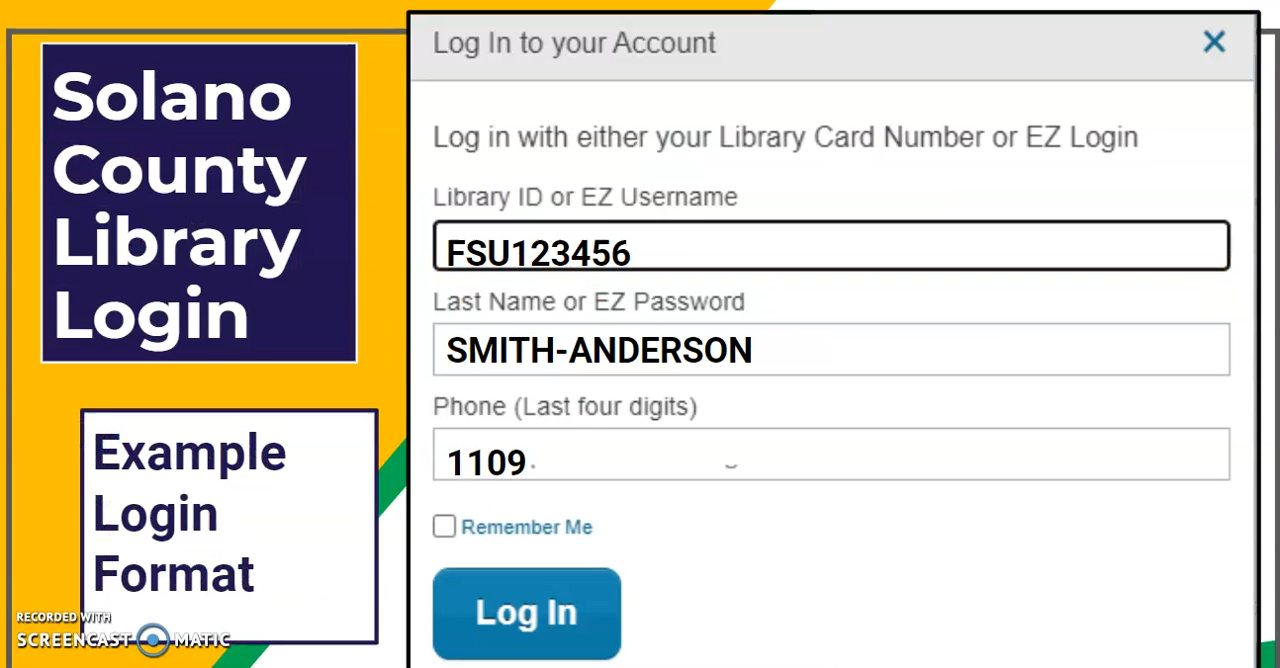 Solano
County
Library
Login
Example
Login
Format
RECORDED WITH
SCREENCAST MATIC
Log In to your Account
Log in with either your Library Card Number or EZ Login
Library ID or EZ Username
FSU123456
Last Name or EZ Password
SMITH-ANDERSON
Phone (Last four digits)
1109
Remember Me
Log In